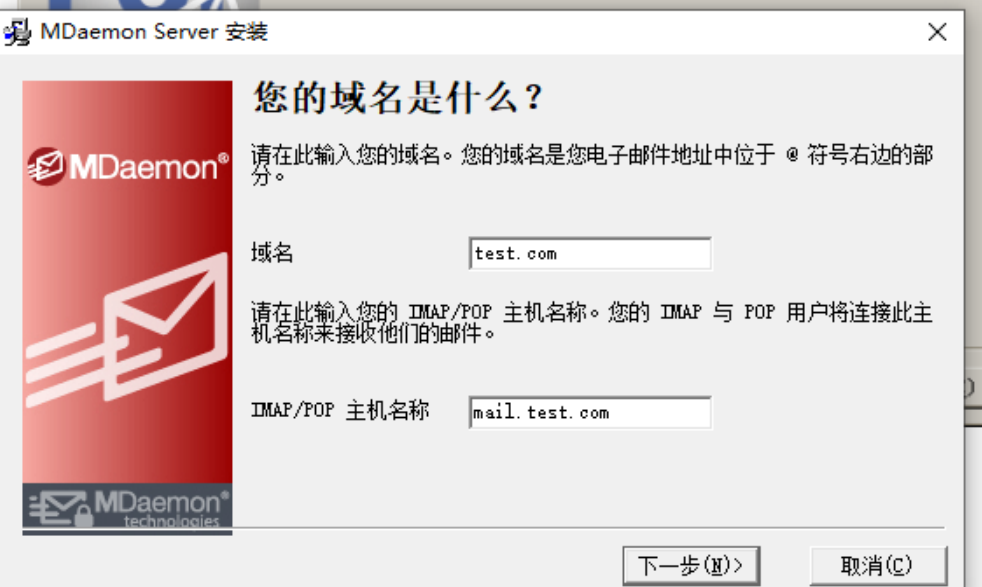 MDaemon Server 安装
您的域名是什么？
MDaemon®
请在此输入您的域名。您的域名是您电子邮件地址中位于 @ 符号右边的部
分。
域名
test.com
请在此输入您的 IMAP/POP 主机名称。您的 IMAP 与 POP 用户将连接此主
机名称来接收他们的邮件。
IMAP/POP 主机名称
mail.test.com
MDaemon®
technologies
下一步(N)>
取消(C)